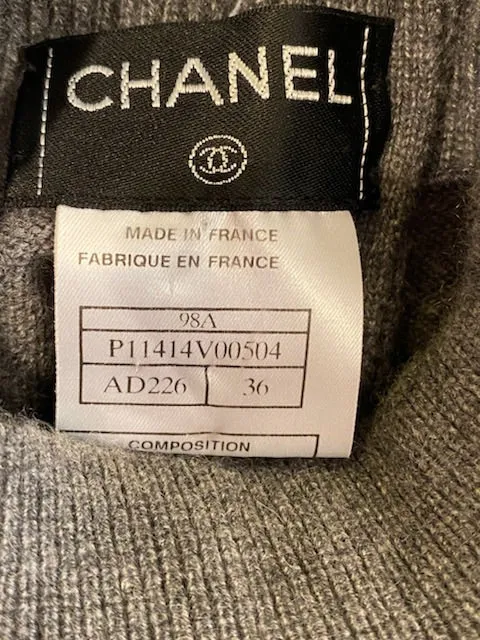 CHANEL
MADE IN FRANCE
FABRIQUE EN FRANCE
98A
P11414V00504
AD226 36
COMPOSITION